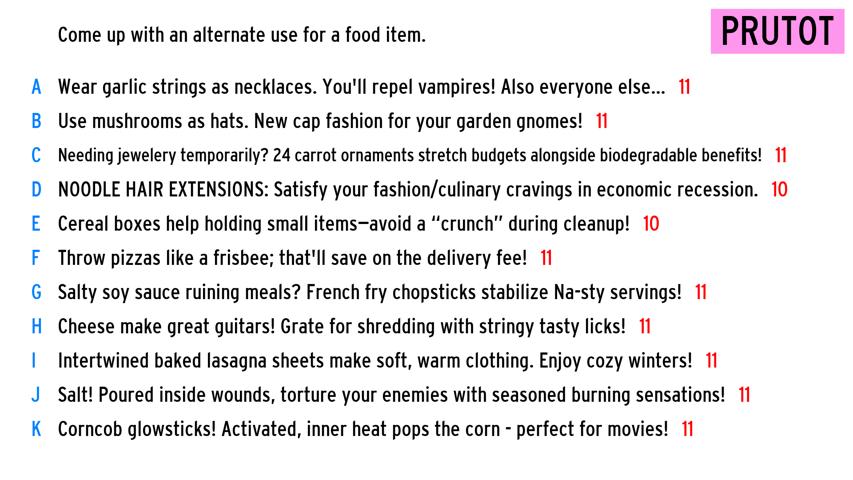 Come up with an alternate use for a food item.
PRUTOT
A Wear garlic strings as necklaces. You'll repel vampires! Also everyone else... 11
B Use mushrooms as hats. New cap fashion for your garden gnomes! 11
C Needing jewelery temporarily? 24 carrot ornaments stretch budgets alongside biodegradable benefits! 11
D NOODLE HAIR EXTENSIONS: Satisfy your fashion/culinary cravings in economic recession. 10
E Cereal boxes help holding small items—avoid a “crunch” during cleanup! 10
F Throw pizzas like a frisbee; that'll save on the delivery fee! 11
G Salty soy sauce ruining meals? French fry chopsticks stabilize Na-sty servings! 11
H Cheese make great guitars! Grate for shredding with stringy tasty licks! 11
I Intertwined baked lasagna sheets make soft, warm clothing. Enjoy cozy winters! 11
J Salt! Poured inside wounds, torture your enemies with seasoned burning sensations! 11
K Corncob glowsticks! Activated, inner heat pops the corn - perfect for movies! 11